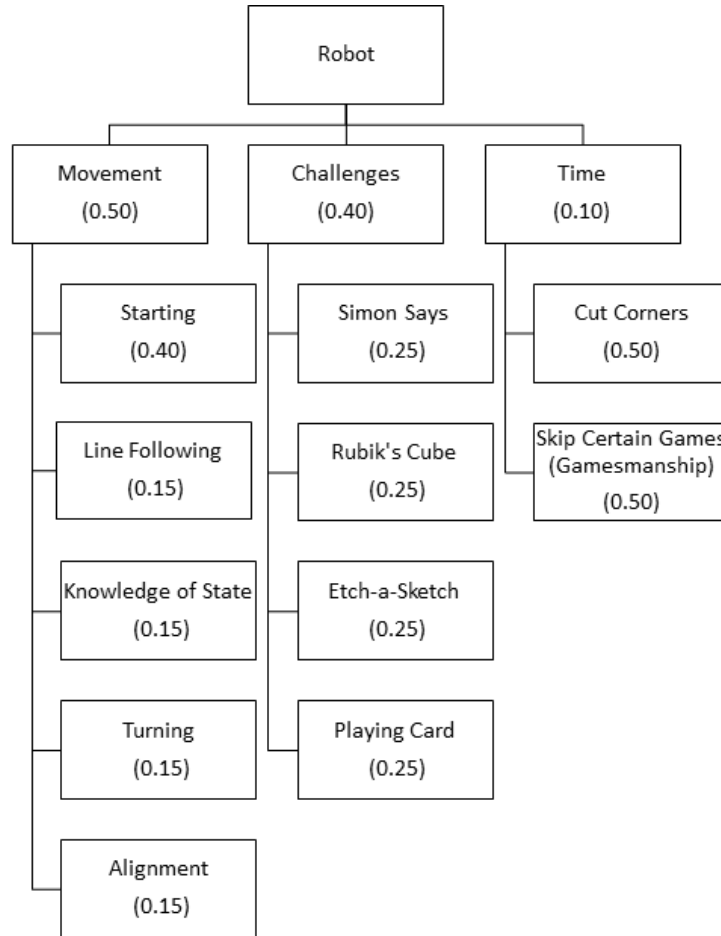 Robot
Movement
(0.50)
Challenges
(0.40)
Time
(0.10)
Starting
(0.40)
Line Following
(0.15)
Knowledge of State
(0.15)
Turning
(0.15)
Alignment
(0.15)
Simon Says
(0.25)
Rubik's Cube
(0.25)
Etch-a-Sketch
(0.25)
Playing Card
(0.25)
Cut Corners
(0.50)
Skip Certain Games
(Gamesmanship)
(0.50)